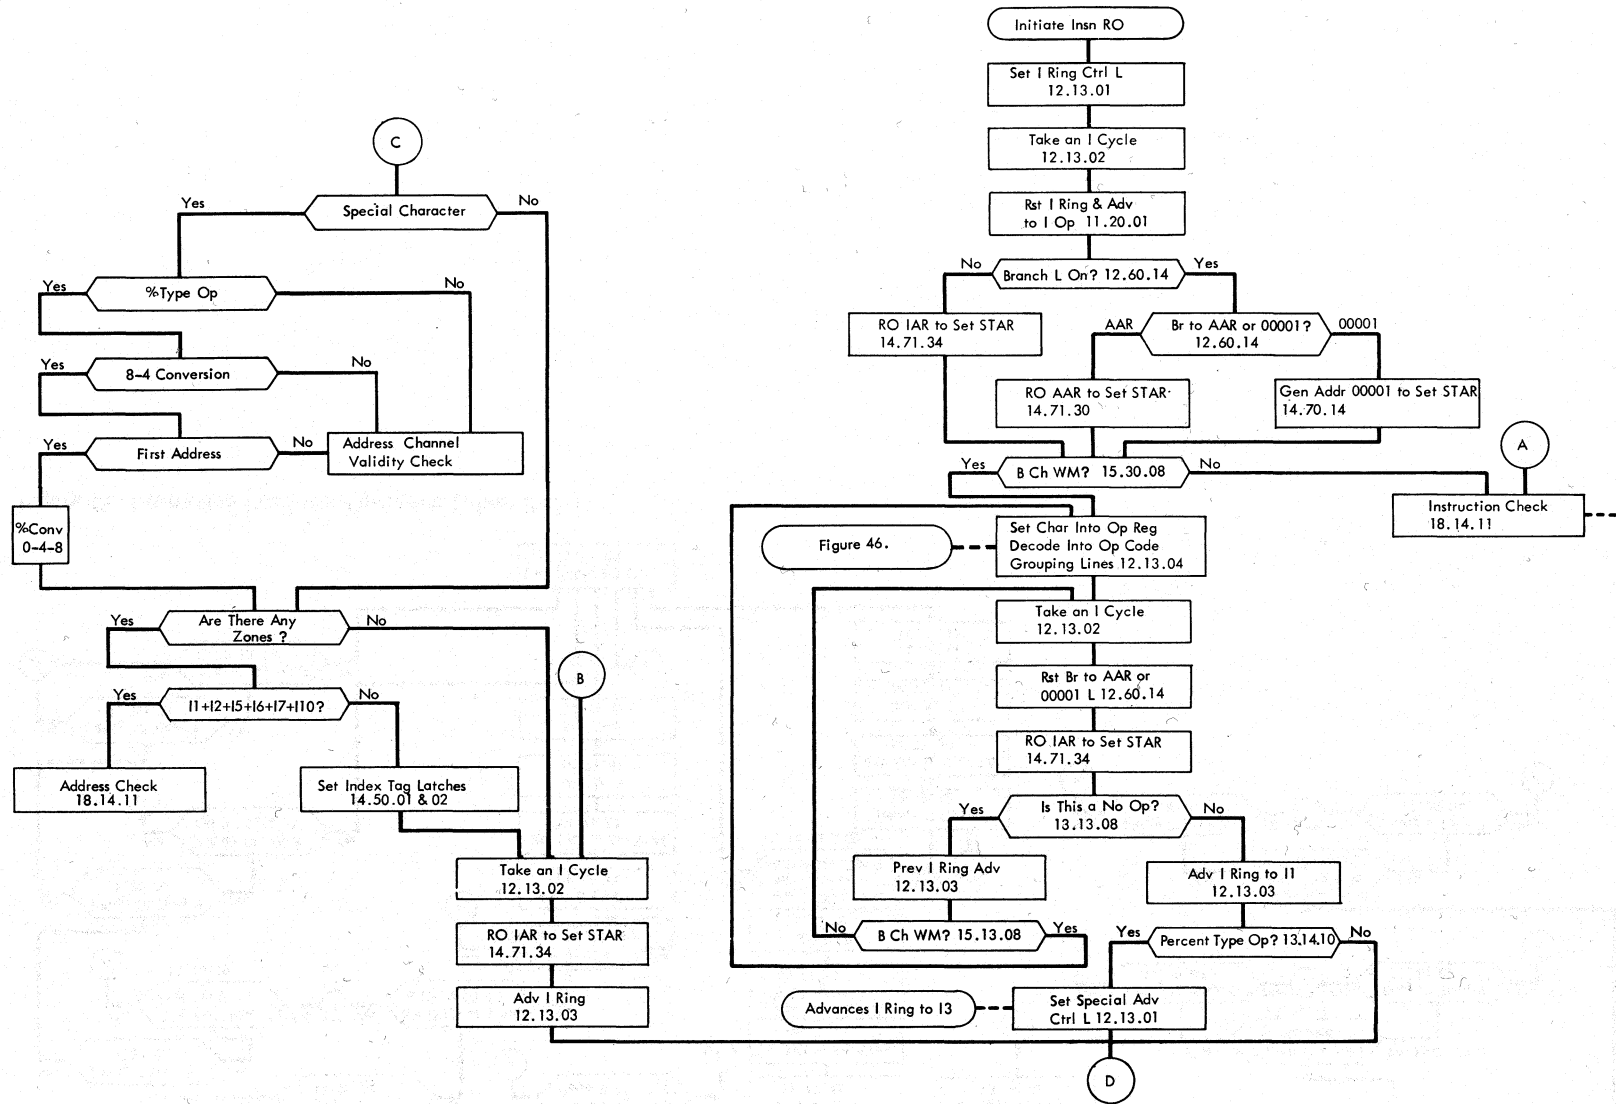 C
Yes
Special Character
No
Yes
%Type Op
No
Yes
8-4 Conversion
No
Yes
First Address
No
Address Channel
Validity Check
%Conv
0-4-8
Yes
Are There Any
Zones ?
No
Yes
I1+I2+I5+I6+I7+I10?
No
B
Address Check
18.14.11
Set Index Tag Latches
14.50.01 & 02
Take an I Cycle
12.13.02
RO IAR to Set STAR
14.71.34
Adv I Ring
12.13.03
Initiate Insn RO
Set I Ring Ctrl L
12.13.01
Take an I Cycle
12.13.02
Rst I Ring & Adv
to I Op 11.20.01
No
Branch L On? 12.60.14
Yes
RO IAR to Set STAR
14.71.34
AAR
Br to AAR or 00001?
12.60.14
00001
RO AAR to Set STAR
14.71.30
Gen Addr 00001 to Set STAR
14.70.14
A
Yes
B Ch WM? 15.30.08
No
Instruction Check
18.14.11
Figure 46.
Set Char Into Op Reg
Decode Into Op Code
Grouping Lines 12.13.04
Take an I Cycle
12.13.02
Rst Br to AAR or
00001 L 12.60.14
RO IAR to Set STAR
14.71.34
Yes
Is This a No Op?
13.13.08
No
Prev I Ring Adv
12.13.03
Adv I Ring to I1
12.13.03
No
B Ch WM? 15.13.08
Yes
Yes
Percent Type Op? 13.14.10
No
Advances I Ring to I3
Set Special Adv
Ctrl L 12.13.01
D